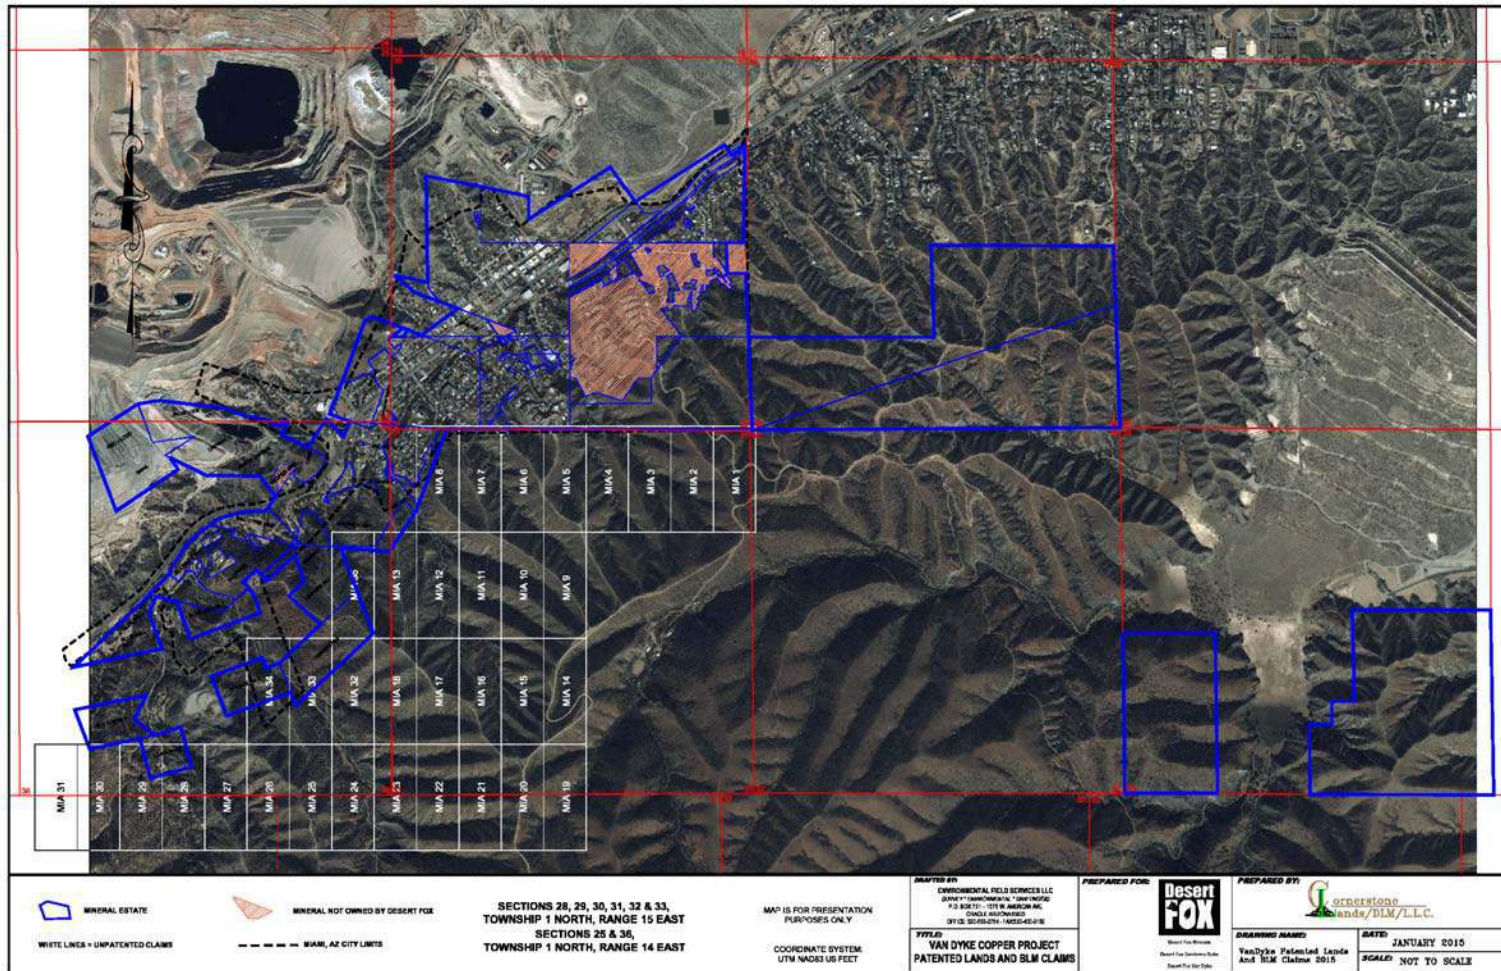 MIA 8
MIA 7
MIA 6
MIA 5
MIA 4
MIA 3
MIA 2
MIA 1
MIA 13
MIA 12
MIA 11
MIA 10
MIA 9
MIA 34
MIA 33
MIA 32
MIA 18
MIA 17
MIA 16
MIA 15
MIA 14
MIA 31
MIA 30
MIA 29
MIA 28
MIA 27
MIA 26
MIA 25
MIA 24
MIA 23
MIA 22
MIA 21
MIA 20
MIA 19
MINERAL ESTATE
MINERAL NOT OWNED BY DESERT FOX
WHITE LINES = UNPATENTED CLAIMS
MIAMI, AZ CITY LIMITS
SECTIONS 28, 29, 30, 31, 32 & 33,
TOWNSHIP 1 NORTH, RANGE 15 EAST
SECTIONS 25 & 36,
TOWNSHIP 1 NORTH, RANGE 14 EAST
MAP IS FOR PRESENTATION
PURPOSES ONLY
COORDINATE SYSTEM:
UTM NAD83 US FEET
DRAFTED BY:
ENVIRONMENTAL FIELD SERVICES LLC
TITLE:
VAN DYKE COPPER PROJECT
PATENTED LANDS AND BLM CLAIMS
PREPARED FOR:
Desert
FOX
PREPARED BY:
Cornerstone
Lands/DLM/L.L.C.
DRAWING NAME:
VanDyke Patented Lands
And BLM Claims 2015
DATE:
JANUARY 2015
SCALE: NOT TO SCALE